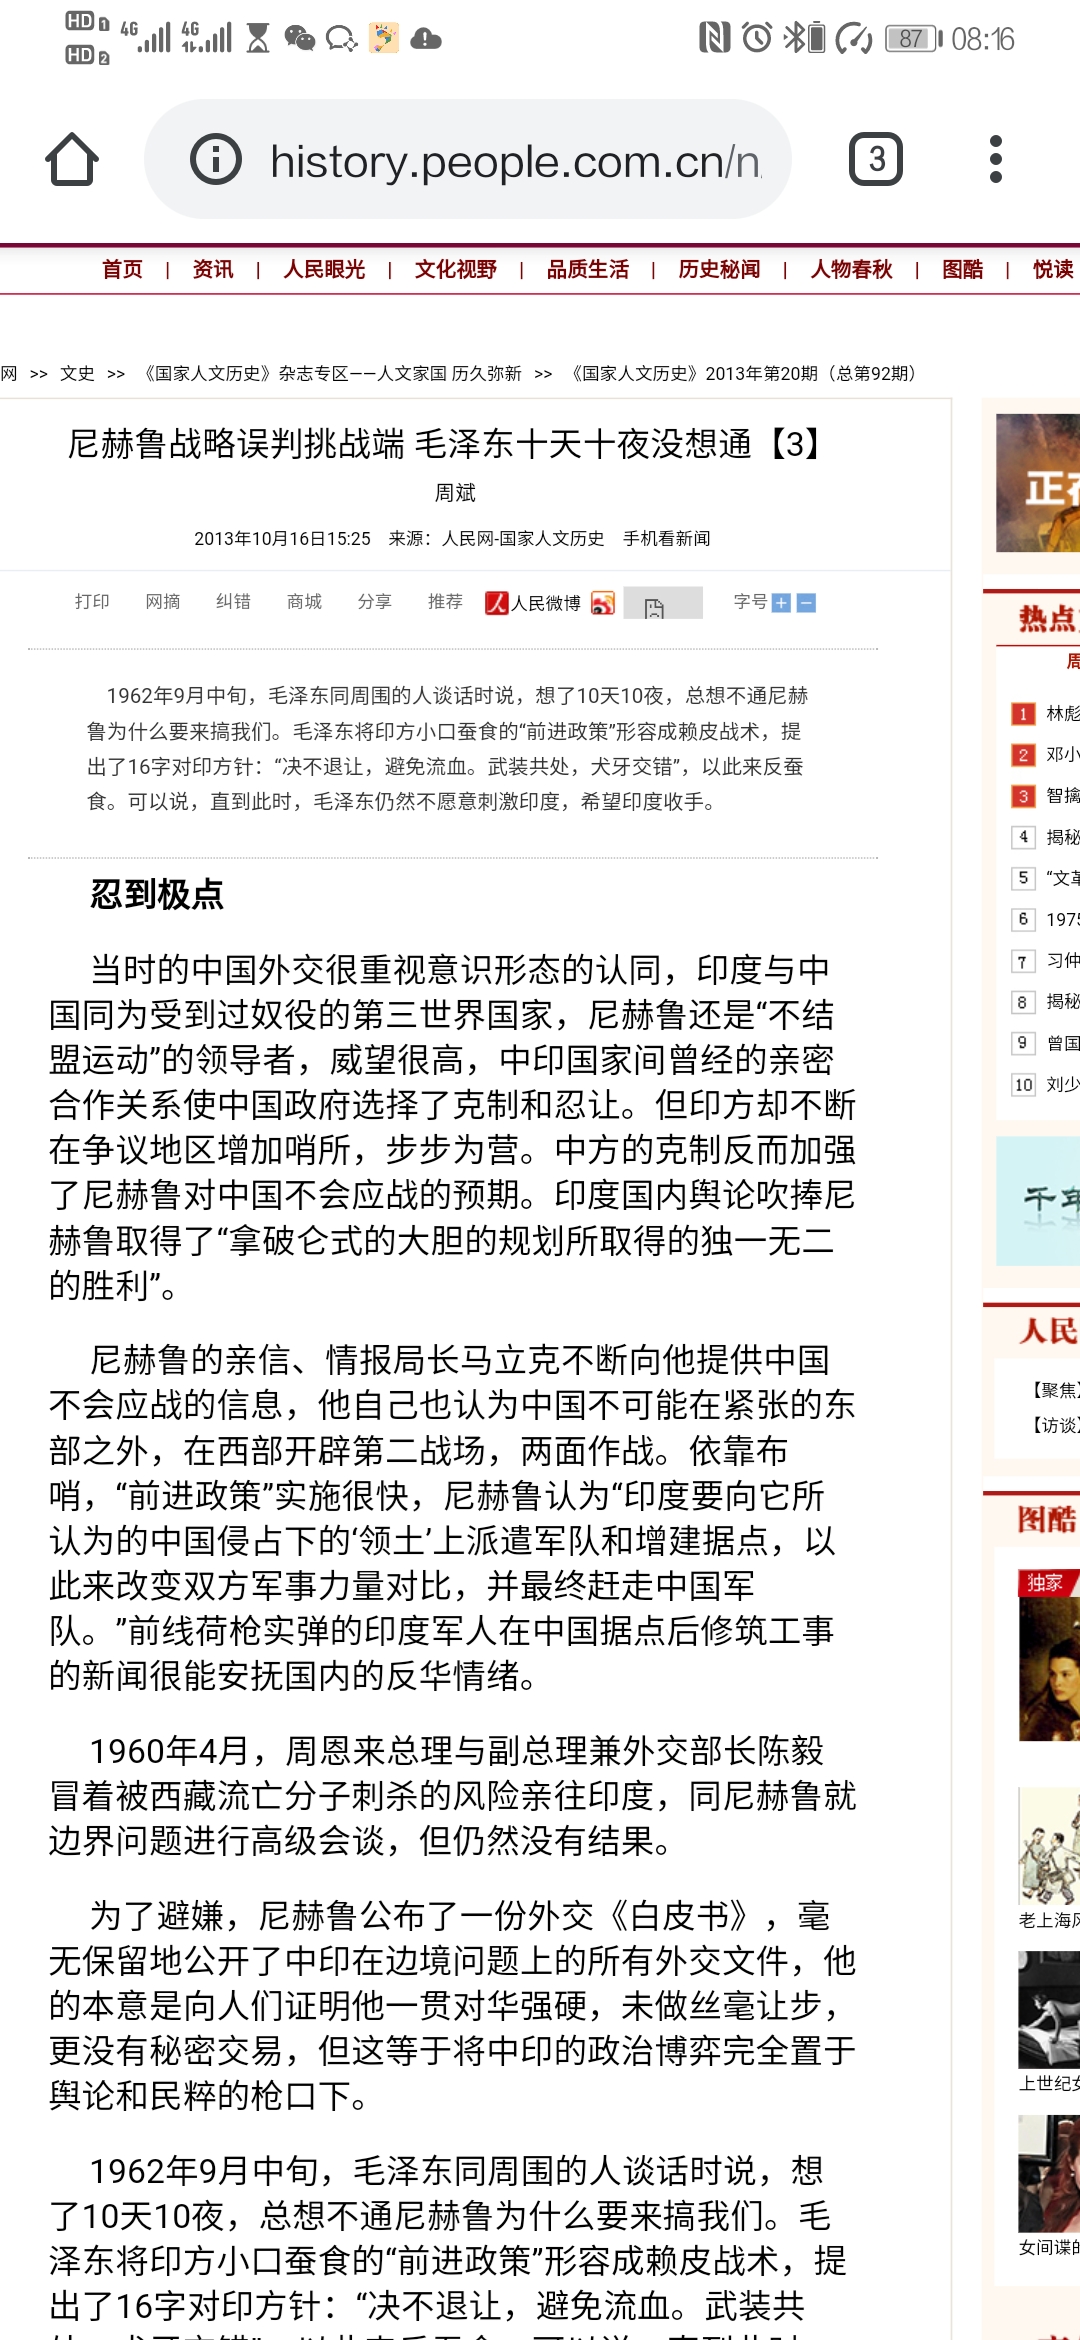 HD 1 4G 4G 87 08:16
HD 2
history.people.com.cn/n
3
首页 | 资讯 | 人民眼光 | 文化视野 | 品质生活 | 历史秘闻 | 人物春秋 | 图酷 | 悦读
网 >> 文史 >> 《国家人文历史》杂志专区——人文家国 历久弥新 >> 《国家人文历史》2013年第20期（总第92期）
尼赫鲁战略误判挑战端 毛泽东十天十夜没想通【3】
周斌
2013年10月16日15:25 来源：人民网-国家人文历史 手机看新闻
打印 网摘 纠错 商城 分享 推荐 人民微博 字号 + −
1962年9月中旬，毛泽东同周围的人谈话时说，想了10天10夜，总想不通尼赫
鲁为什么要来搞我们。毛泽东将印方小口蚕食的“前进政策”形容成赖皮战术，提
出了16字对印方针：“决不退让，避免流血。武装共处，犬牙交错”，以此来反蚕
食。可以说，直到此时，毛泽东仍然不愿意刺激印度，希望印度收手。
忍到极点
当时的中国外交很重视意识形态的认同，印度与中
国同为受到过奴役的第三世界国家，尼赫鲁还是“不结
盟运动”的领导者，威望很高，中印国家间曾经的亲密
合作关系使中国政府选择了克制和忍让。但印方却不断
在争议地区增加哨所，步步为营。中方的克制反而加强
了尼赫鲁对中国不会应战的预期。印度国内舆论吹捧尼
赫鲁取得了“拿破仑式的大胆的规划所取得的独一无二
的胜利”。
尼赫鲁的亲信、情报局长马立克不断向他提供中国
不会应战的信息，他自己也认为中国不可能在紧张的东
部之外，在西部开辟第二战场，两面作战。依靠布
哨，“前进政策”实施很快，尼赫鲁认为“印度要向它所
认为的中国侵占下的‘领土’上派遣军队和增建据点，以
此来改变双方军事力量对比，并最终赶走中国军
队。”前线荷枪实弹的印度军人在中国据点后修筑工事
的新闻很能安抚国内的反华情绪。
1960年4月，周恩来总理与副总理兼外交部长陈毅
冒着被西藏流亡分子刺杀的风险亲往印度，同尼赫鲁就
边界问题进行高级会谈，但仍然没有结果。
为了避嫌，尼赫鲁公布了一份外交《白皮书》，毫
无保留地公开了中印在边境问题上的所有外交文件，他
的本意是向人们证明他一贯对华强硬，未做丝毫让步，
更没有秘密交易，但这等于将中印的政治博弈完全置于
舆论和民粹的枪口下。
1962年9月中旬，毛泽东同周围的人谈话时说，想
了10天10夜，总想不通尼赫鲁为什么要来搞我们。毛
泽东将印方小口蚕食的“前进政策”形容成赖皮战术，提
出了16字对印方针：“决不退让，避免流血。武装共
正在
热点
周
1 林彪
2 邓小
3 智擒
4 揭秘
5 “文革
6 1975
7 习仲
8 揭秘
9 曾国
10 刘少
千年
人民
【聚焦】
【访谈】
图酷
独家
老上海风
上世纪女
女间谍的